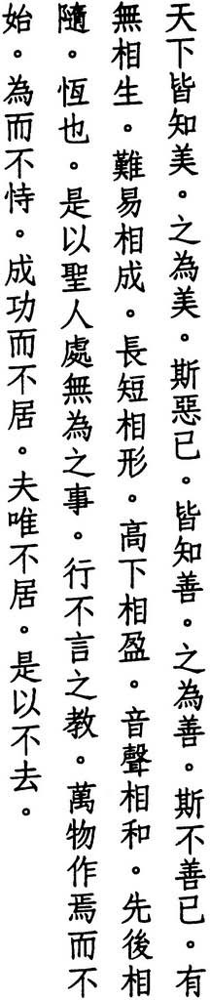 天下皆知美。之為美。斯惡已。皆知善。之為善。斯不善已。有
無相生。難易相成。長短相形。高下相盈。音聲相和。先後相
隨。恆也。是以聖人處無為之事。行不言之教。萬物作焉而不
始。為而不恃。成功而不居。夫唯不居。是以不去。